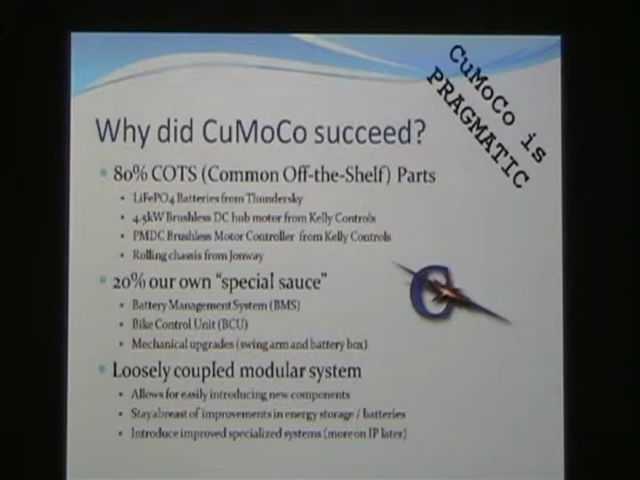 CuMoCo is
PRAGMATIC
Why did CuMoCo succeed?
• 80% COTS (Common Off-the-Shelf) Parts
• LiFePO4 Batteries from Thundersky
• 4.5kW Brushless DC hub motor from Kelly Controls
• PMDC Brushless Motor Controller from Kelly Controls
• Rolling chassis from Jonway
• 20% our own “special sauce”
• Battery Management System (BMS)
• Bike Control Unit (BCU)
• Mechanical upgrades (swing arm and battery box)
• Loosely coupled modular system
• Allows for easily introducing new components
• Stay abreast of improvements in energy storage / batteries
• Introduce improved specialized systems (more on IP later)
C